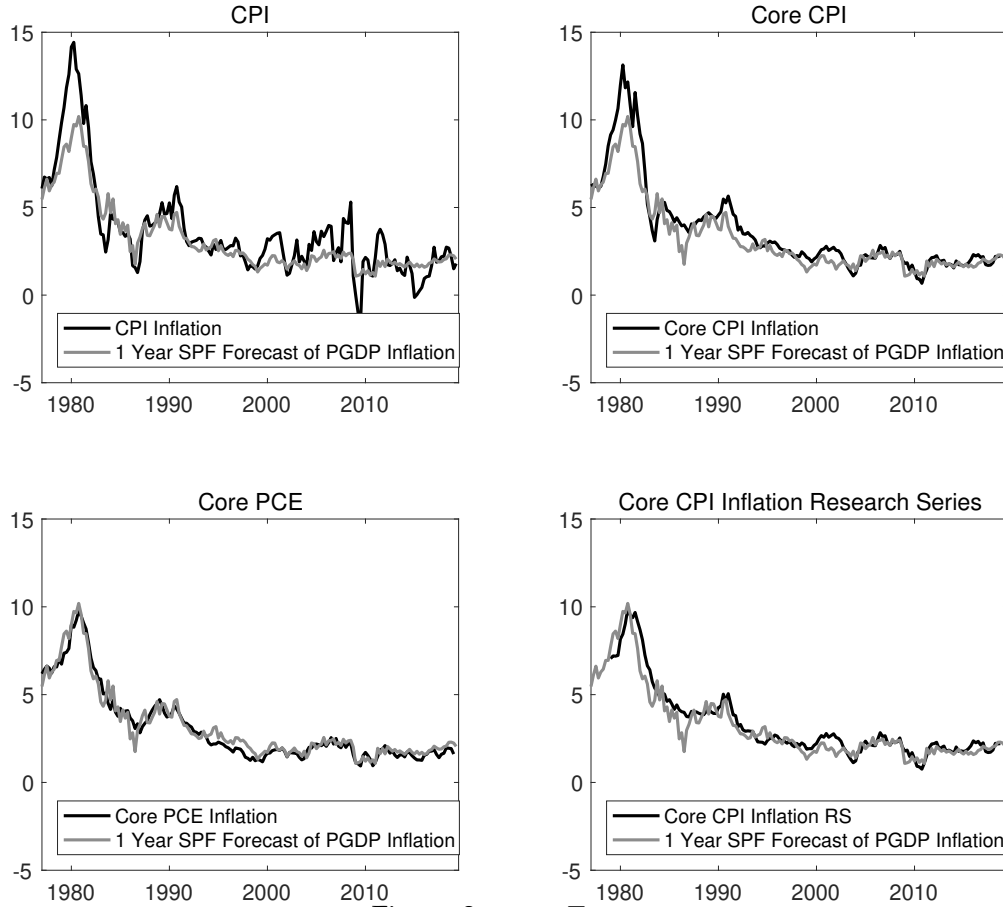 CPI
15
10
5
0
-5
CPI Inflation
1 Year SPF Forecast of PGDP Inflation
1980 1990 2000 2010
Core CPI
15
10
5
0
-5
Core CPI Inflation
1 Year SPF Forecast of PGDP Inflation
1980 1990 2000 2010
Core PCE
15
10
5
0
-5
Core PCE Inflation
1 Year SPF Forecast of PGDP Inflation
1980 1990 2000 2010
Core CPI Inflation Research Series
15
10
5
0
-5
Core CPI Inflation RS
1 Year SPF Forecast of PGDP Inflation
1980 1990 2000 2010